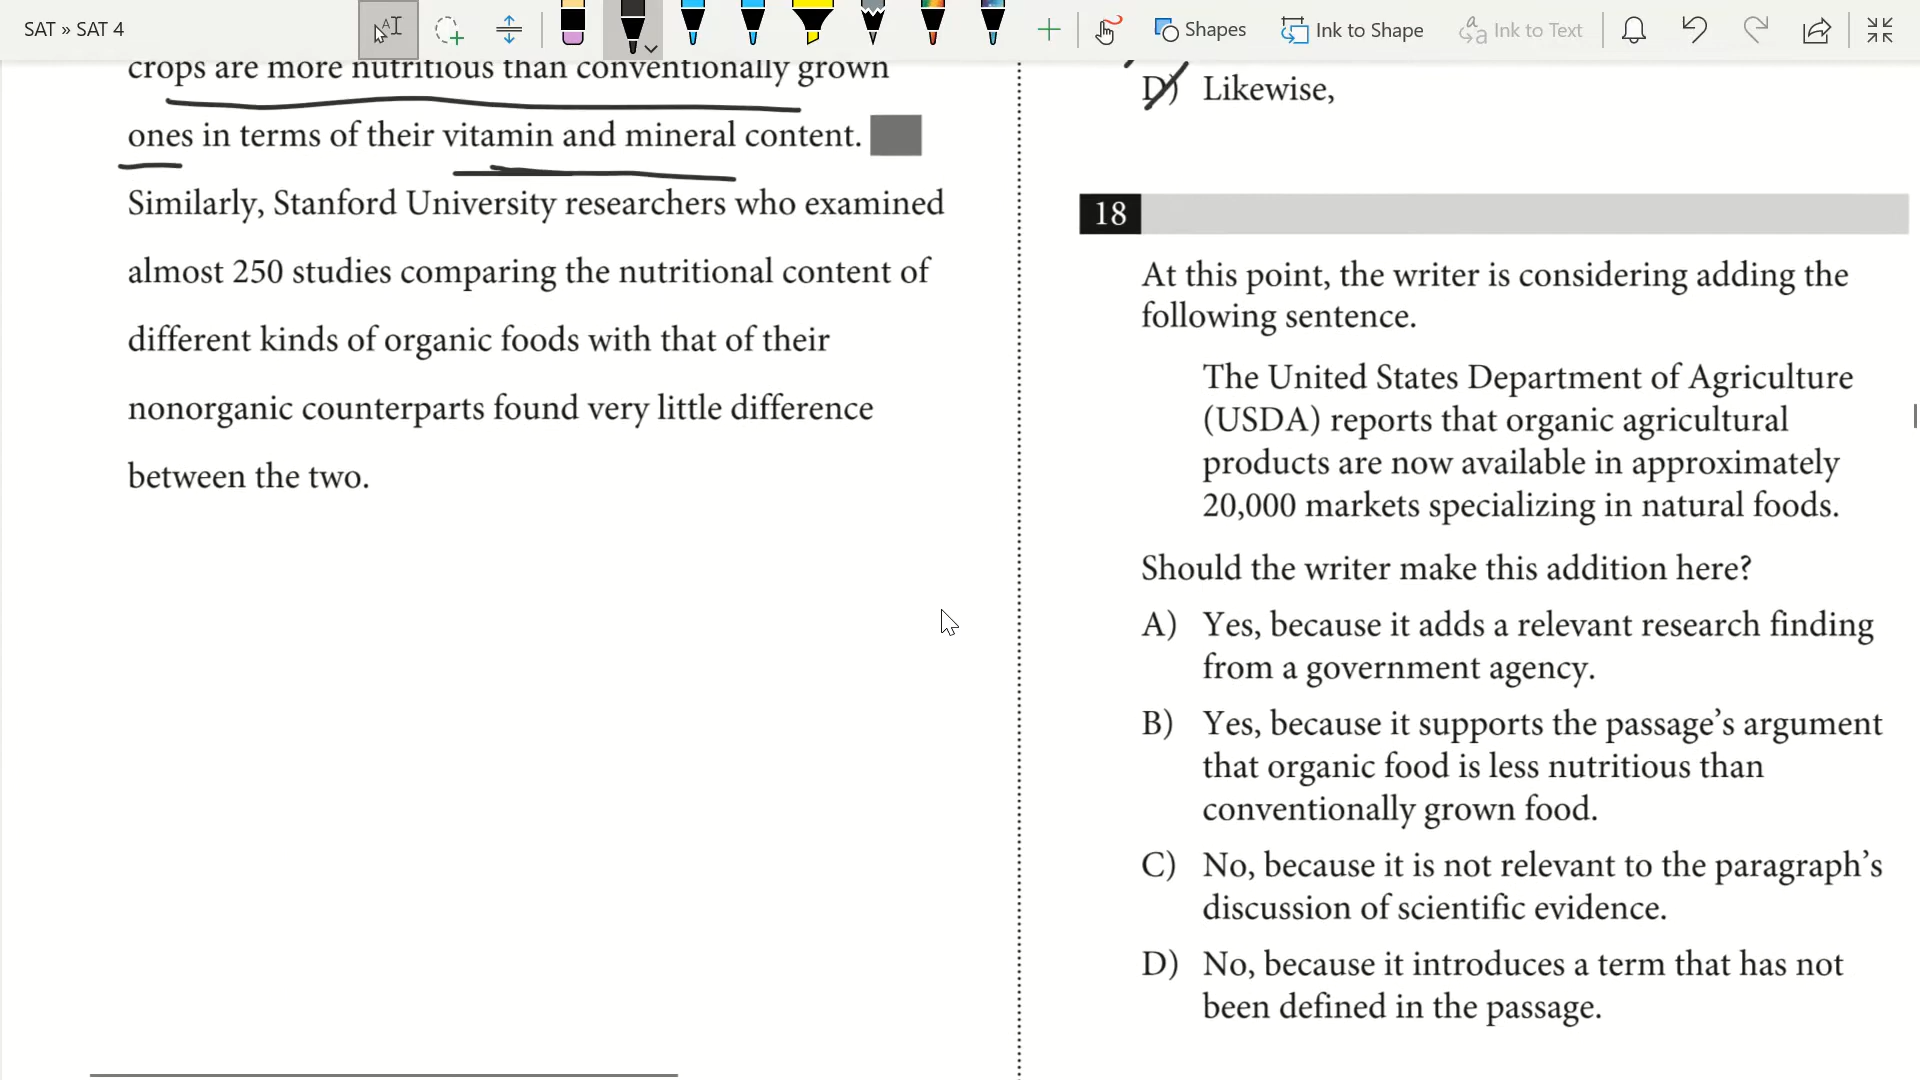 SAT » SAT 4
Shapes
Ink to Shape
Ink to Text
crops are more nutritious than conventionally grown
ones in terms of their vitamin and mineral content.
Similarly, Stanford University researchers who examined
almost 250 studies comparing the nutritional content of
different kinds of organic foods with that of their
nonorganic counterparts found very little difference
between the two.
D) Likewise,
18
At this point, the writer is considering adding the
following sentence.
The United States Department of Agriculture
(USDA) reports that organic agricultural
products are now available in approximately
20,000 markets specializing in natural foods.
Should the writer make this addition here?
A) Yes, because it adds a relevant research finding
from a government agency.
B) Yes, because it supports the passage’s argument
that organic food is less nutritious than
conventionally grown food.
C) No, because it is not relevant to the paragraph’s
discussion of scientific evidence.
D) No, because it introduces a term that has not
been defined in the passage.